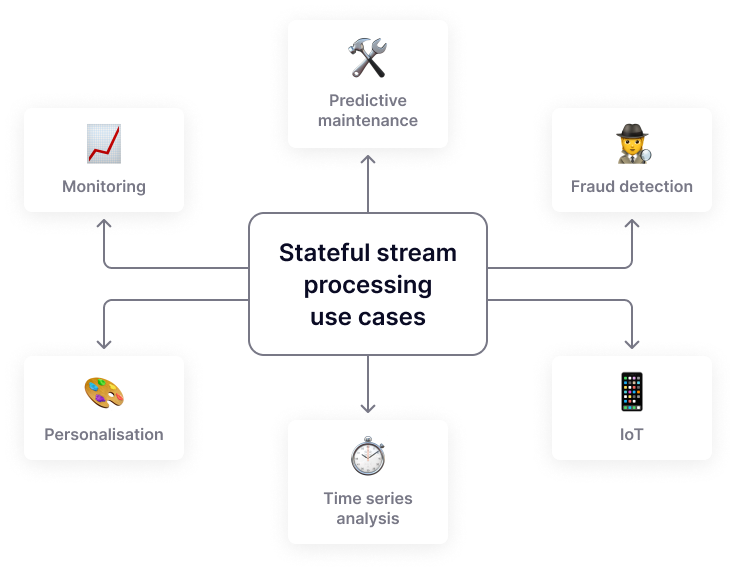 Predictive
maintenance
Monitoring
Fraud detection
Stateful stream
processing
use cases
Personalisation
IoT
Time series
analysis